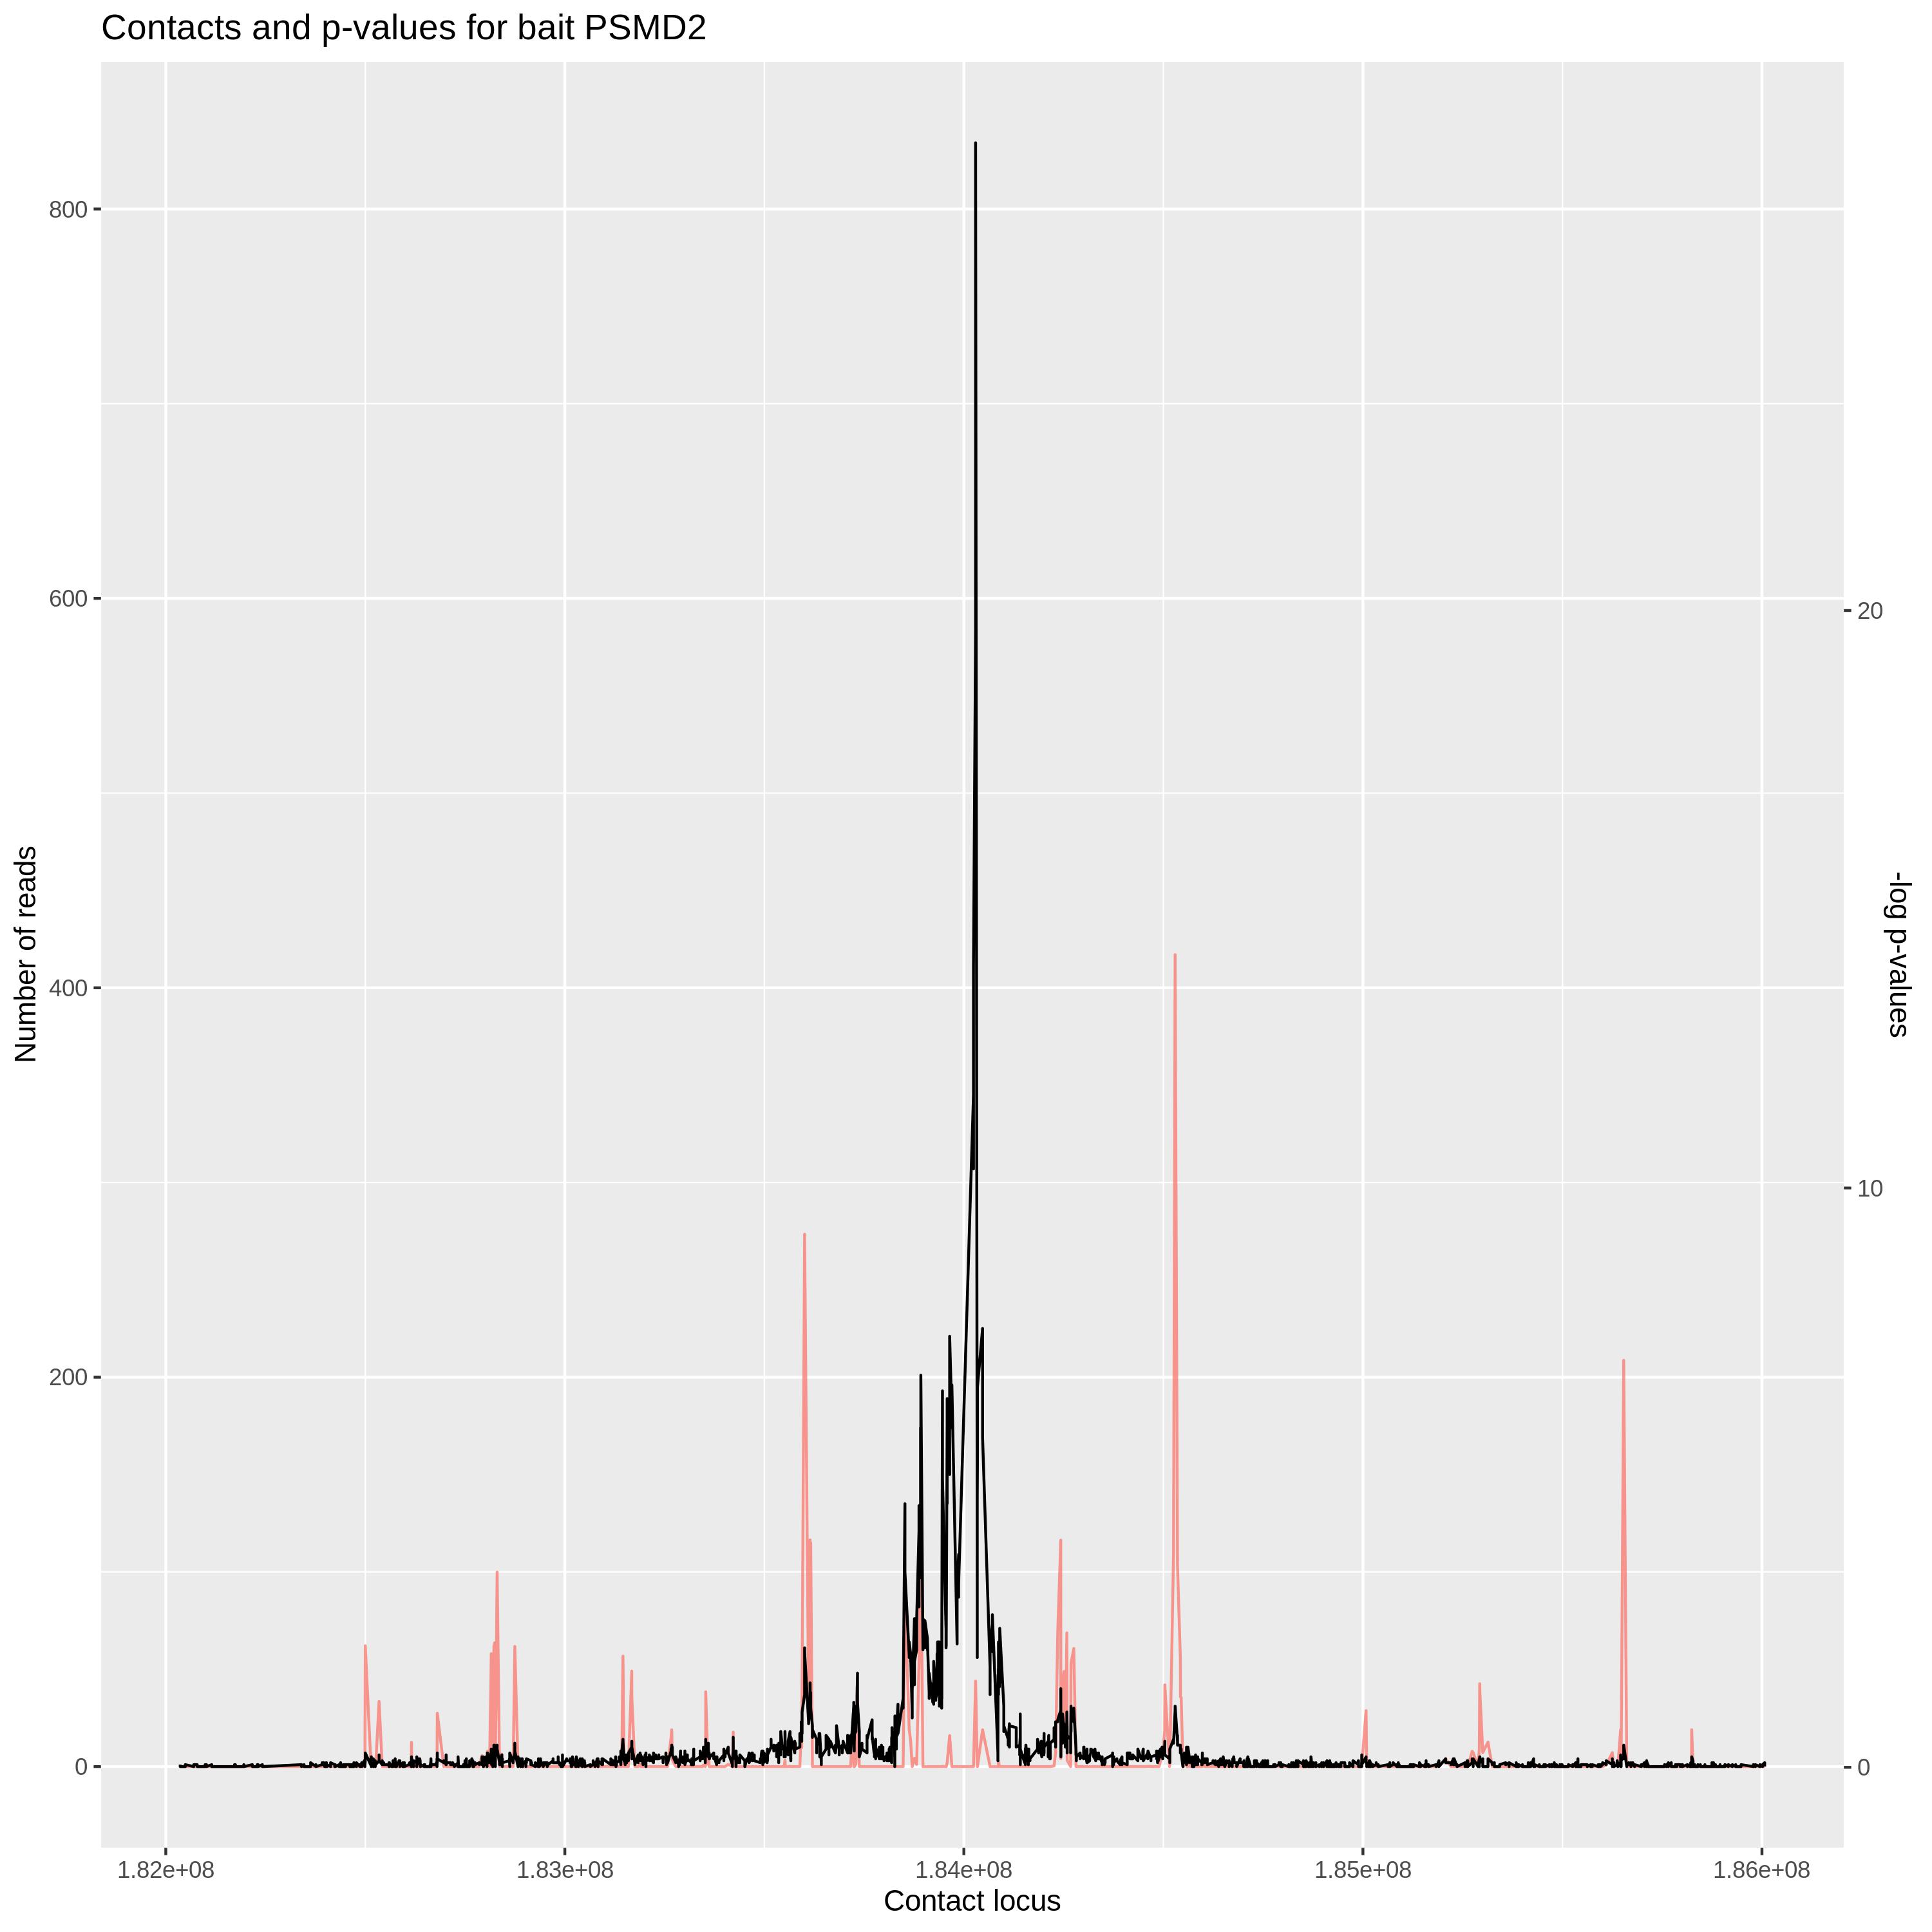 Contacts and p-values for bait PSMD2
Number of reads
800
600
400
200
0
20
10
0
-log p-values
1.82e+08
1.83e+08
1.84e+08
1.85e+08
1.86e+08
Contact locus